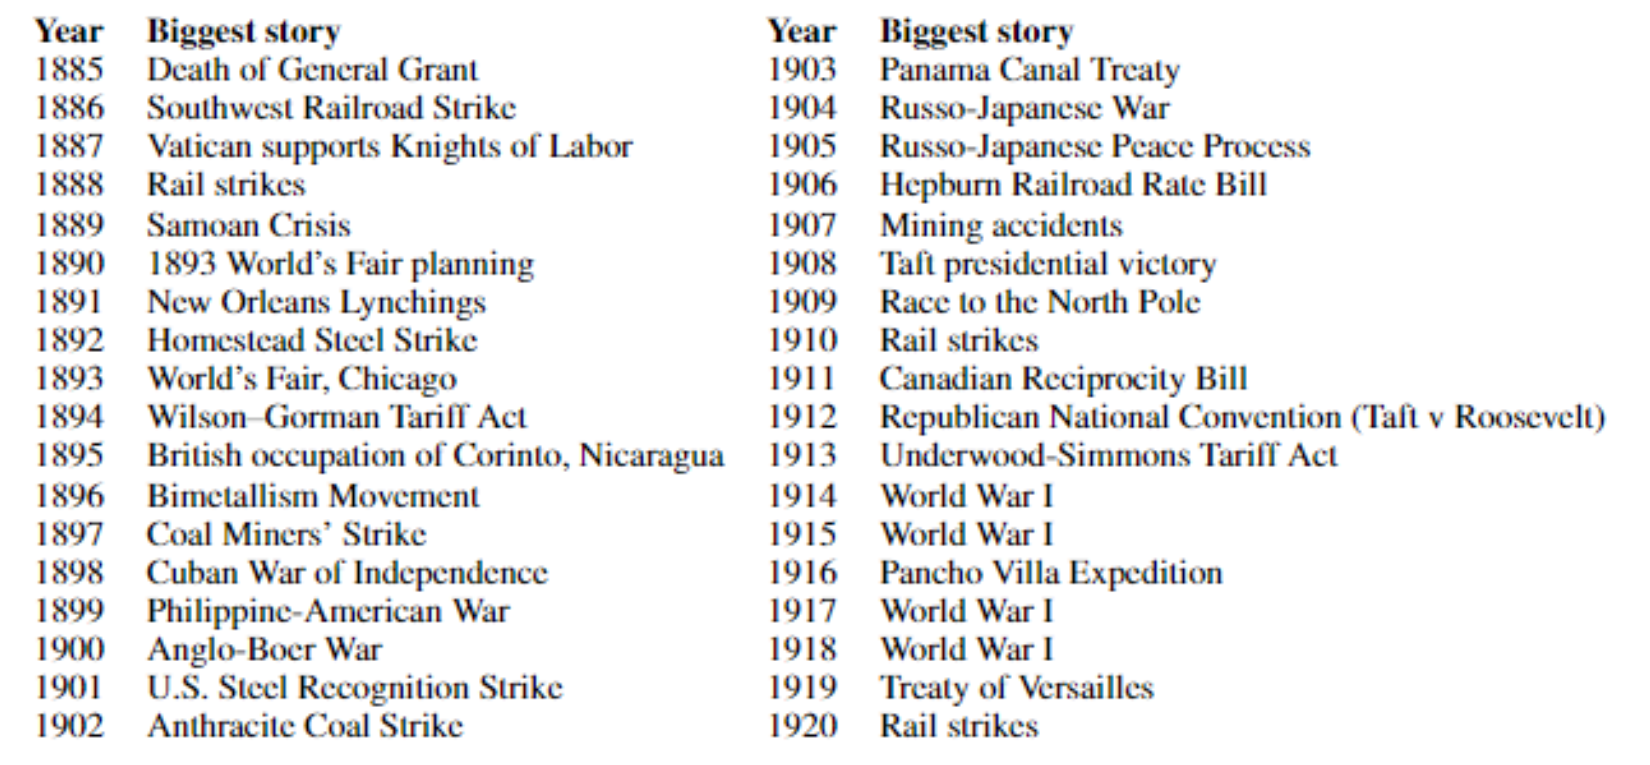 Year Biggest story Year Biggest story
1885 Death of General Grant 1903 Panama Canal Treaty
1886 Southwest Railroad Strike 1904 Russo-Japanese War
1887 Vatican supports Knights of Labor 1905 Russo-Japanese Peace Process
1888 Rail strikes 1906 Hepburn Railroad Rate Bill
1889 Samoan Crisis 1907 Mining accidents
1890 1893 World's Fair planning 1908 Taft presidential victory
1891 New Orleans Lynchings 1909 Race to the North Pole
1892 Homestead Steel Strike 1910 Rail strikes
1893 World's Fair, Chicago 1911 Canadian Reciprocity Bill
1894 Wilson–Gorman Tariff Act 1912 Republican National Convention (Taft v Roosevelt)
1895 British occupation of Corinto, Nicaragua 1913 Underwood-Simmons Tariff Act
1896 Bimetallism Movement 1914 World War I
1897 Coal Miners' Strike 1915 World War I
1898 Cuban War of Independence 1916 Pancho Villa Expedition
1899 Philippine-American War 1917 World War I
1900 Anglo-Boer War 1918 World War I
1901 U.S. Steel Recognition Strike 1919 Treaty of Versailles
1902 Anthracite Coal Strike 1920 Rail strikes